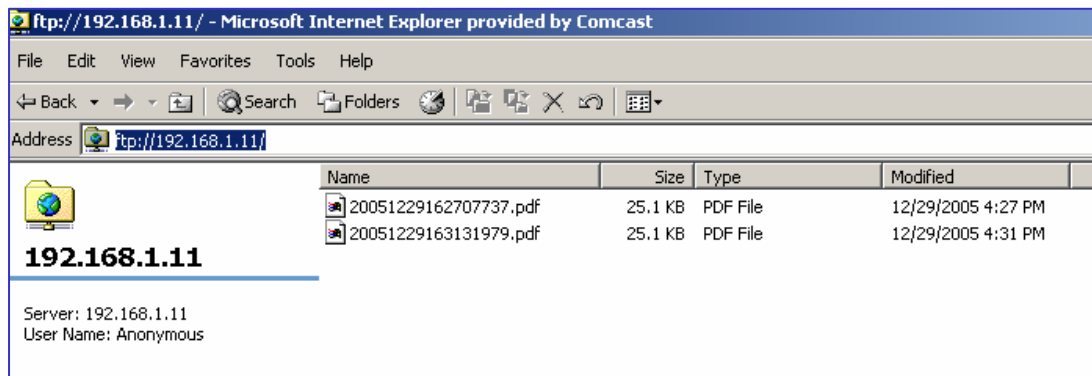 ftp://192.168.1.11/ - Microsoft Internet Explorer provided by Comcast
File Edit View Favorites Tools Help
Back Search Folders
Address ftp://192.168.1.11/
Name Size Type Modified
20051229162707737.pdf 25.1 KB PDF File 12/29/2005 4:27 PM
20051229163131979.pdf 25.1 KB PDF File 12/29/2005 4:31 PM
192.168.1.11
Server: 192.168.1.11
User Name: Anonymous